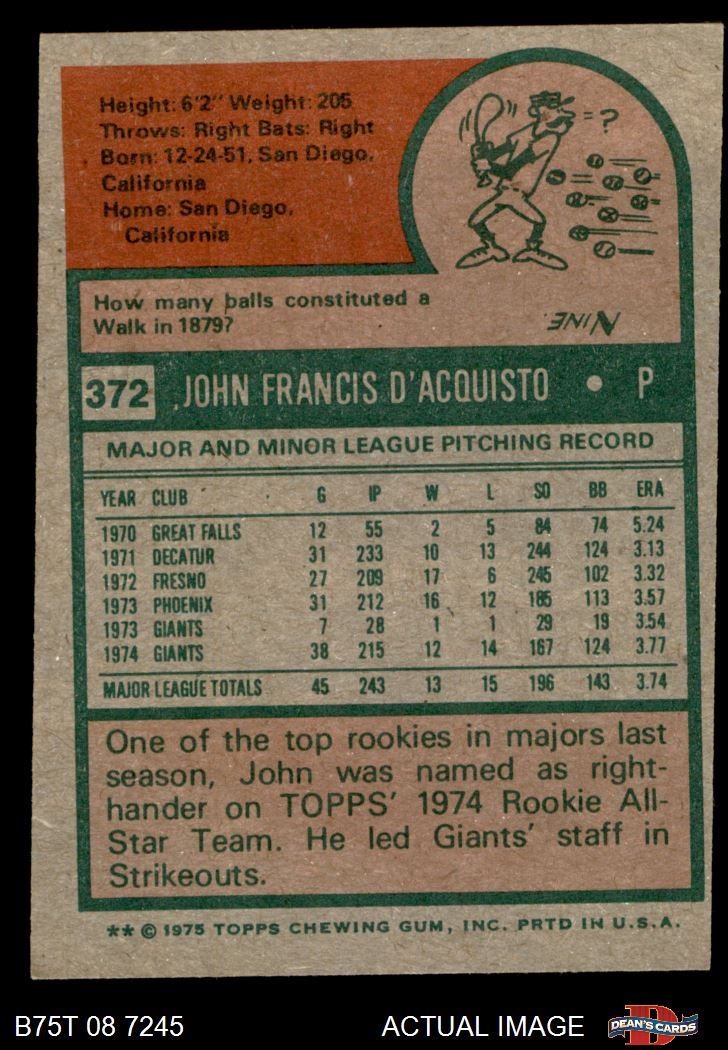 Height: 6'2" Weight: 205
Throws: Right Bats: Right
Born: 12-24-51, San Diego,
California
Home: San Diego,
California
= ?
How many balls constituted a
Walk in 1879?
NINE.
372 JOHN FRANCIS D'ACQUISTO • P
MAJOR AND MINOR LEAGUE PITCHING RECORD
YEAR CLUB G IP W L SO BB ERA
1970 GREAT FALLS 12 55 2 5 84 74 5.24
1971 DECATUR 31 233 10 13 244 124 3.13
1972 FRESNO 27 209 17 6 245 102 3.32
1973 PHOENIX 31 212 16 12 185 113 3.57
1973 GIANTS 7 28 1 1 29 19 3.54
1974 GIANTS 38 215 12 14 167 124 3.77
MAJOR LEAGUE TOTALS 45 243 13 15 196 143 3.74
One of the top rookies in majors last
season, John was named as right-
hander on TOPPS' 1974 Rookie All-
Star Team. He led Giants' staff in
Strikeouts.
** © 1975 TOPPS CHEWING GUM, INC. PRTD IN U.S.A.
B75T 08 7245 ACTUAL IMAGE D DEAN'S CARDS